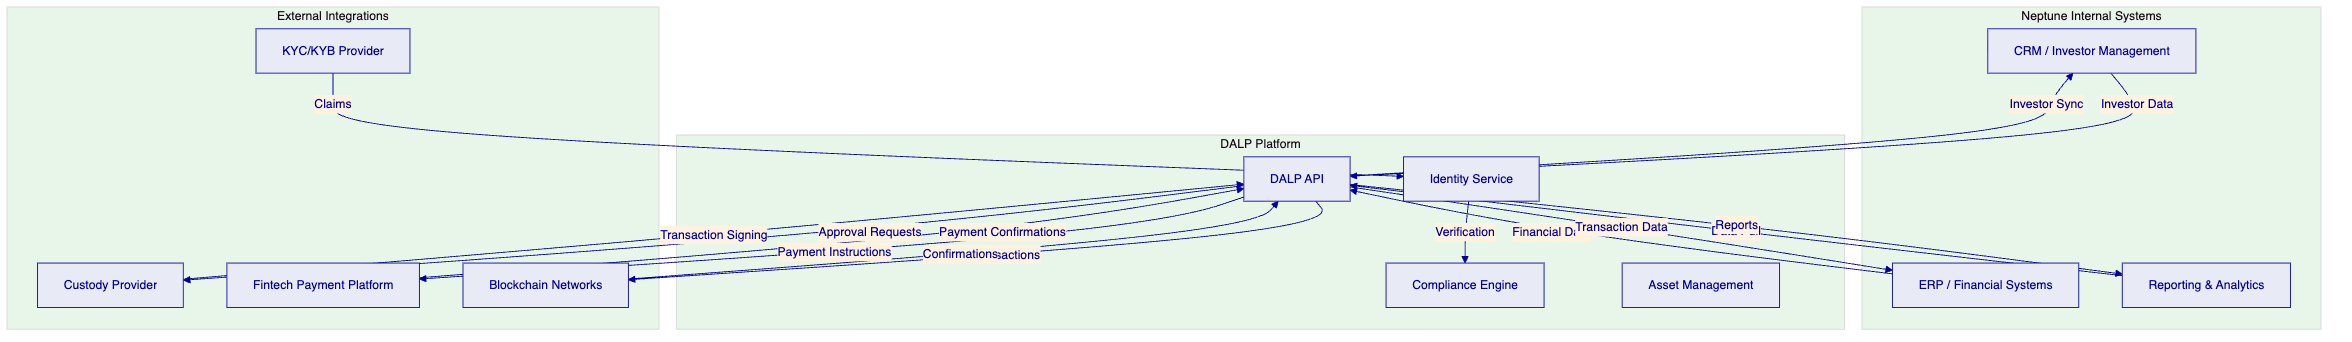 External Integrations
Neptune Internal Systems
KYC/KYB Provider
CRM / Investor Management
Claims
Investor Sync
Investor Data
DALP Platform
DALP API
Identity Service
Transaction Signing
Approval Requests
Payment Confirmations
Verification
Financial
Transaction Data
Reports
Payment Instructions
Confirmations
Custody Provider
Fintech Payment Platform
Blockchain Networks
Compliance Engine
Asset Management
ERP / Financial Systems
Reporting & Analytics